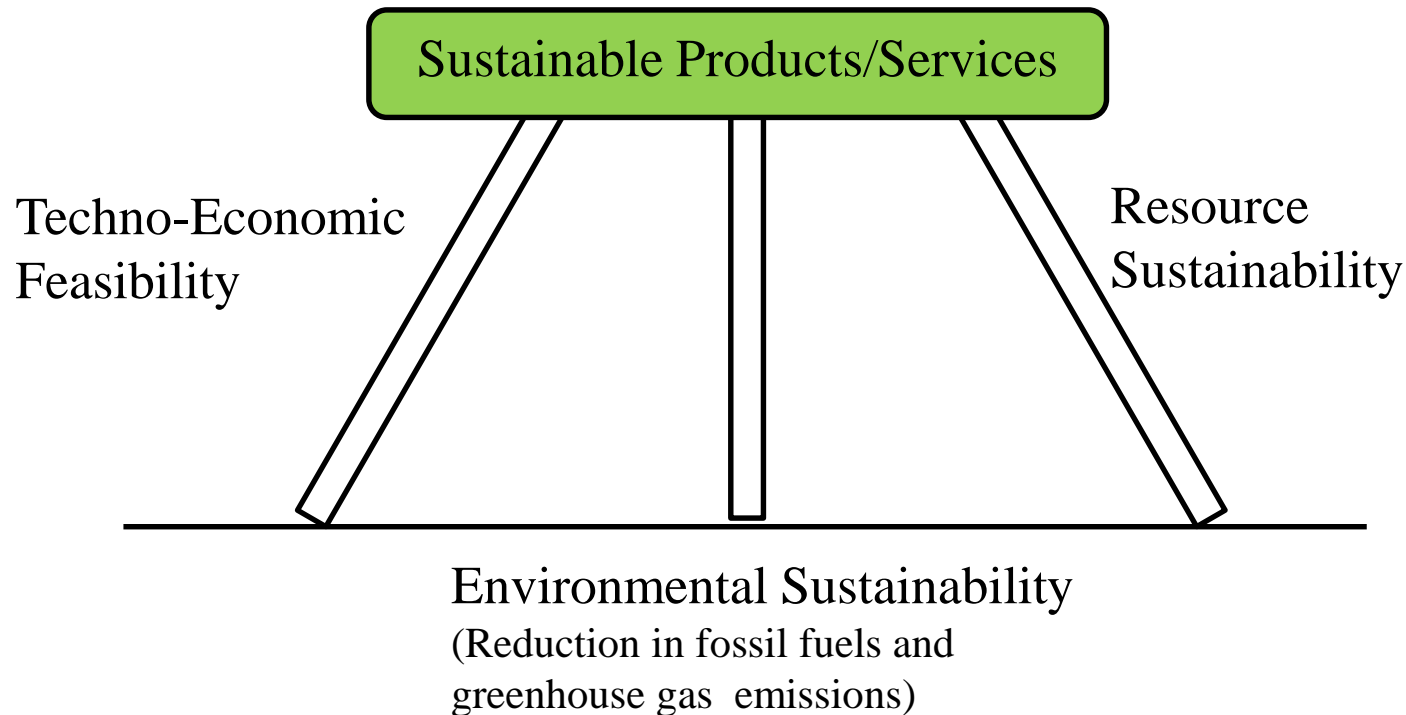 Sustainable Products/Services
Techno-Economic
Feasibility
Resource
Sustainability
Environmental Sustainability
(Reduction in fossil fuels and
greenhouse gas  emissions)